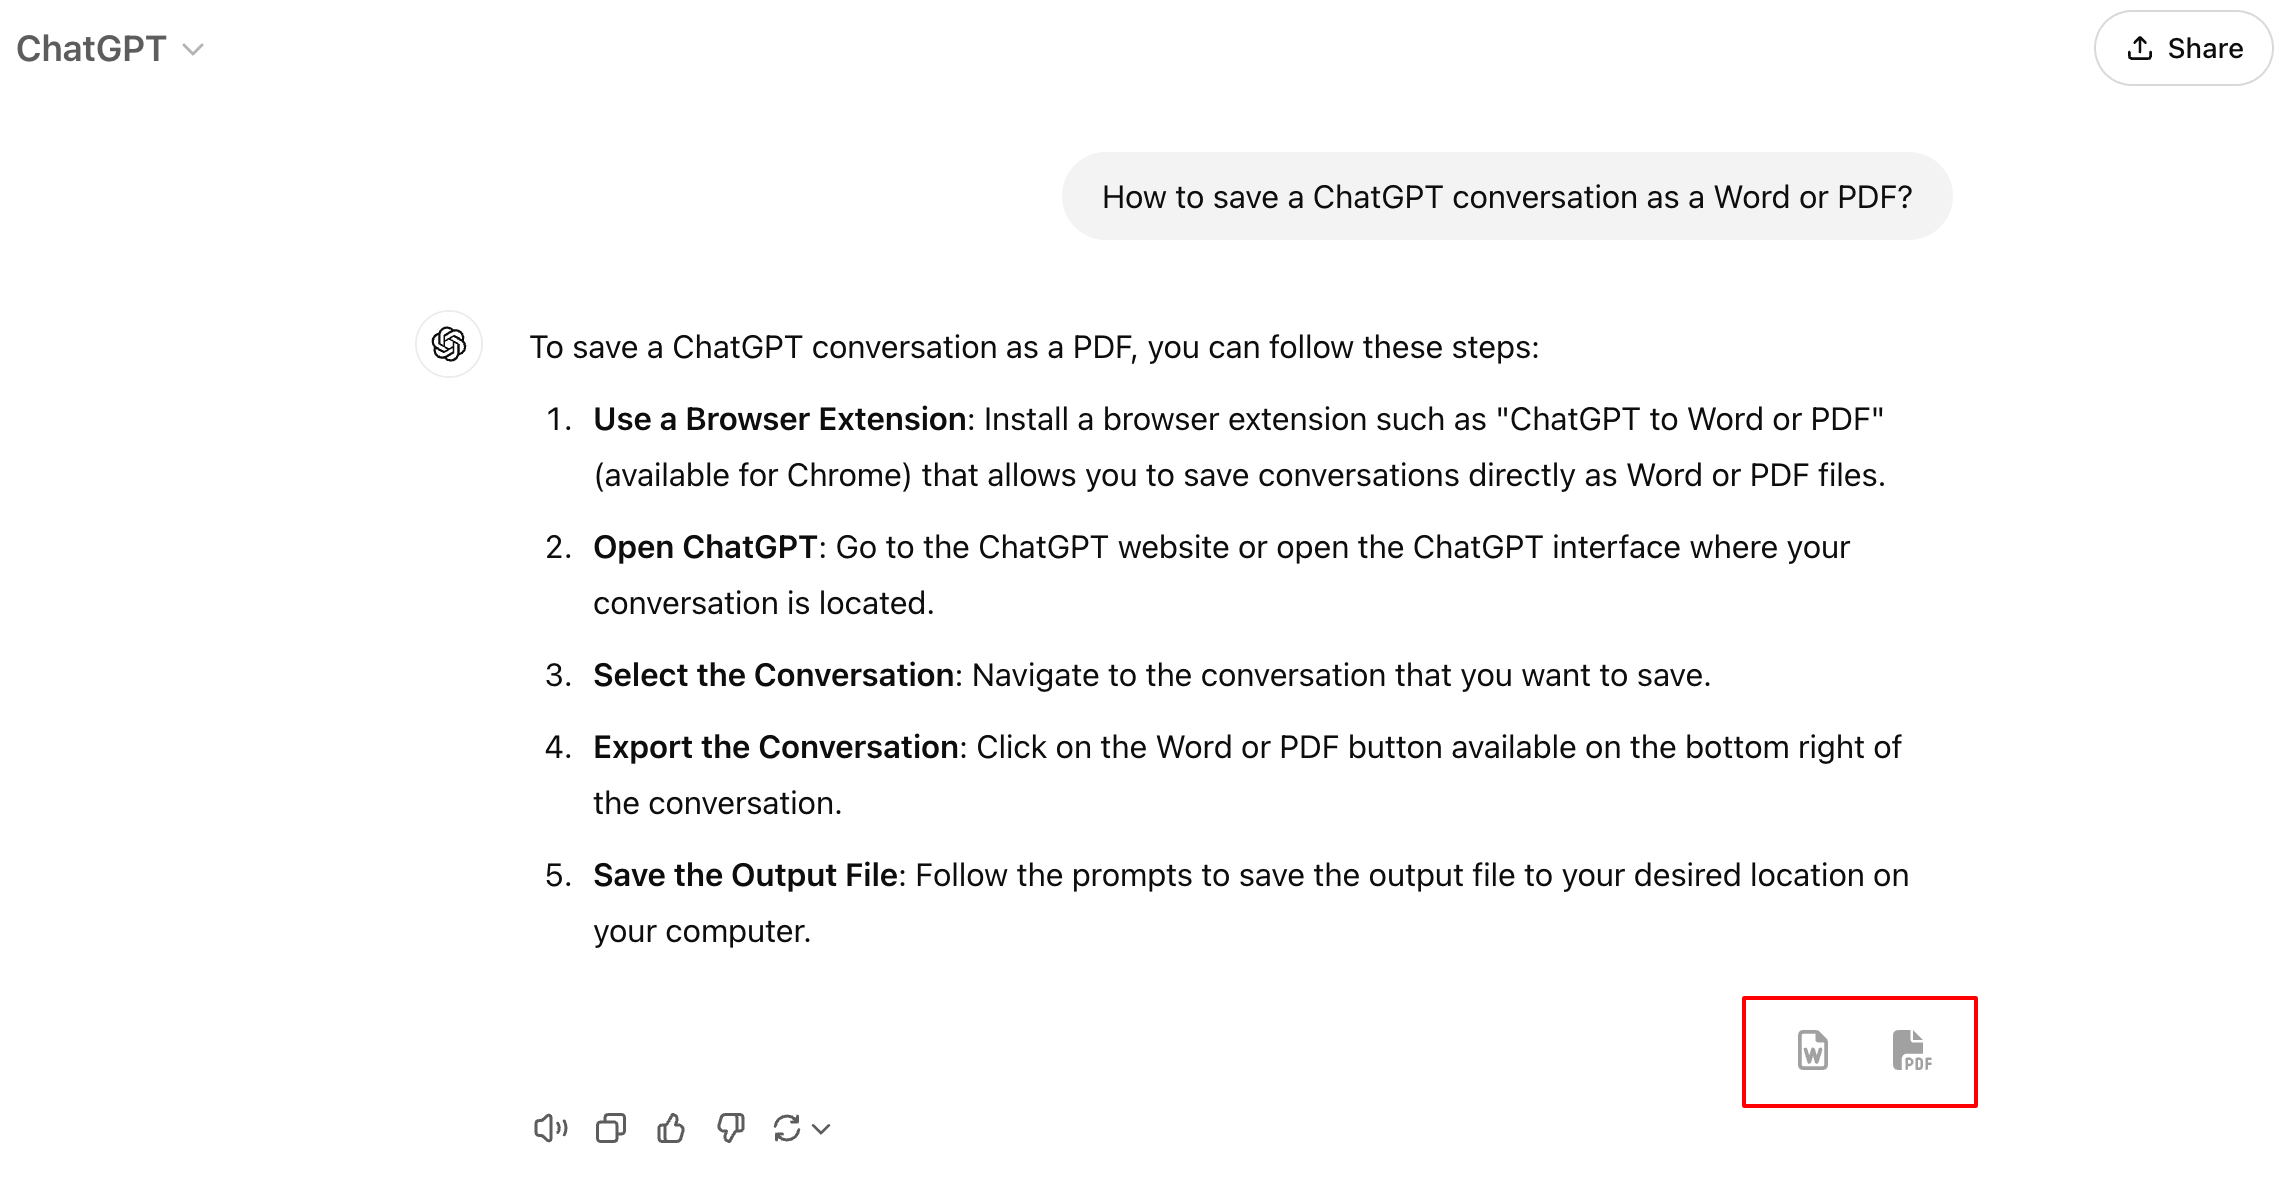 ChatGPT
Share
How to save a ChatGPT conversation as a Word or PDF?
To save a ChatGPT conversation as a PDF, you can follow these steps:
1. Use a Browser Extension: Install a browser extension such as "ChatGPT to Word or PDF"
(available for Chrome) that allows you to save conversations directly as Word or PDF files.
2. Open ChatGPT: Go to the ChatGPT website or open the ChatGPT interface where your
conversation is located.
3. Select the Conversation: Navigate to the conversation that you want to save.
4. Export the Conversation: Click on the Word or PDF button available on the bottom right of
the conversation.
5. Save the Output File: Follow the prompts to save the output file to your desired location on
your computer.
W PDF